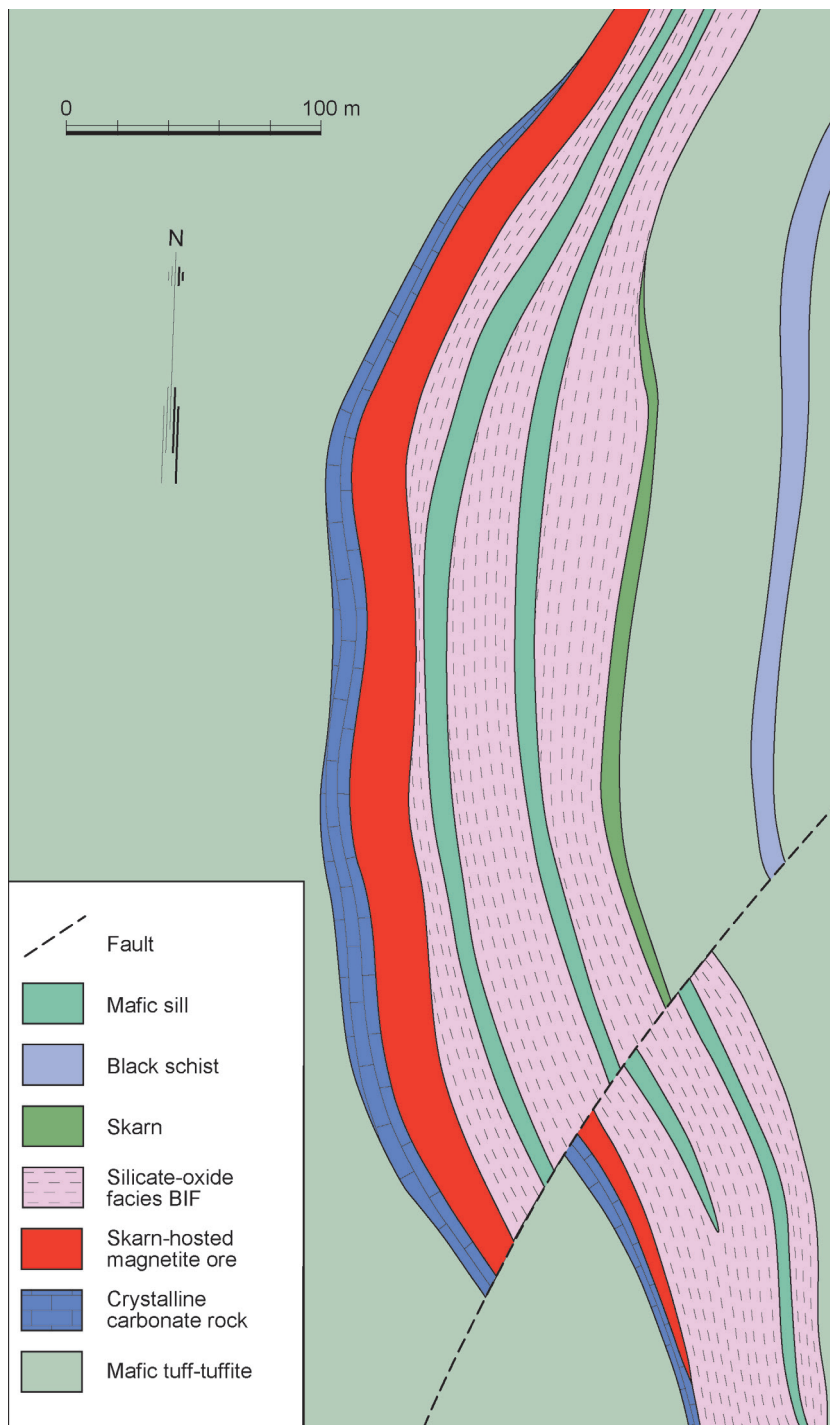 0
100 m
N
Fault
Mafic sill
Black schist
Skarn
Silicate-oxide
facies BIF
Skarn-hosted
magnetite ore
Crystalline
carbonate rock
Mafic tuff-tuffite